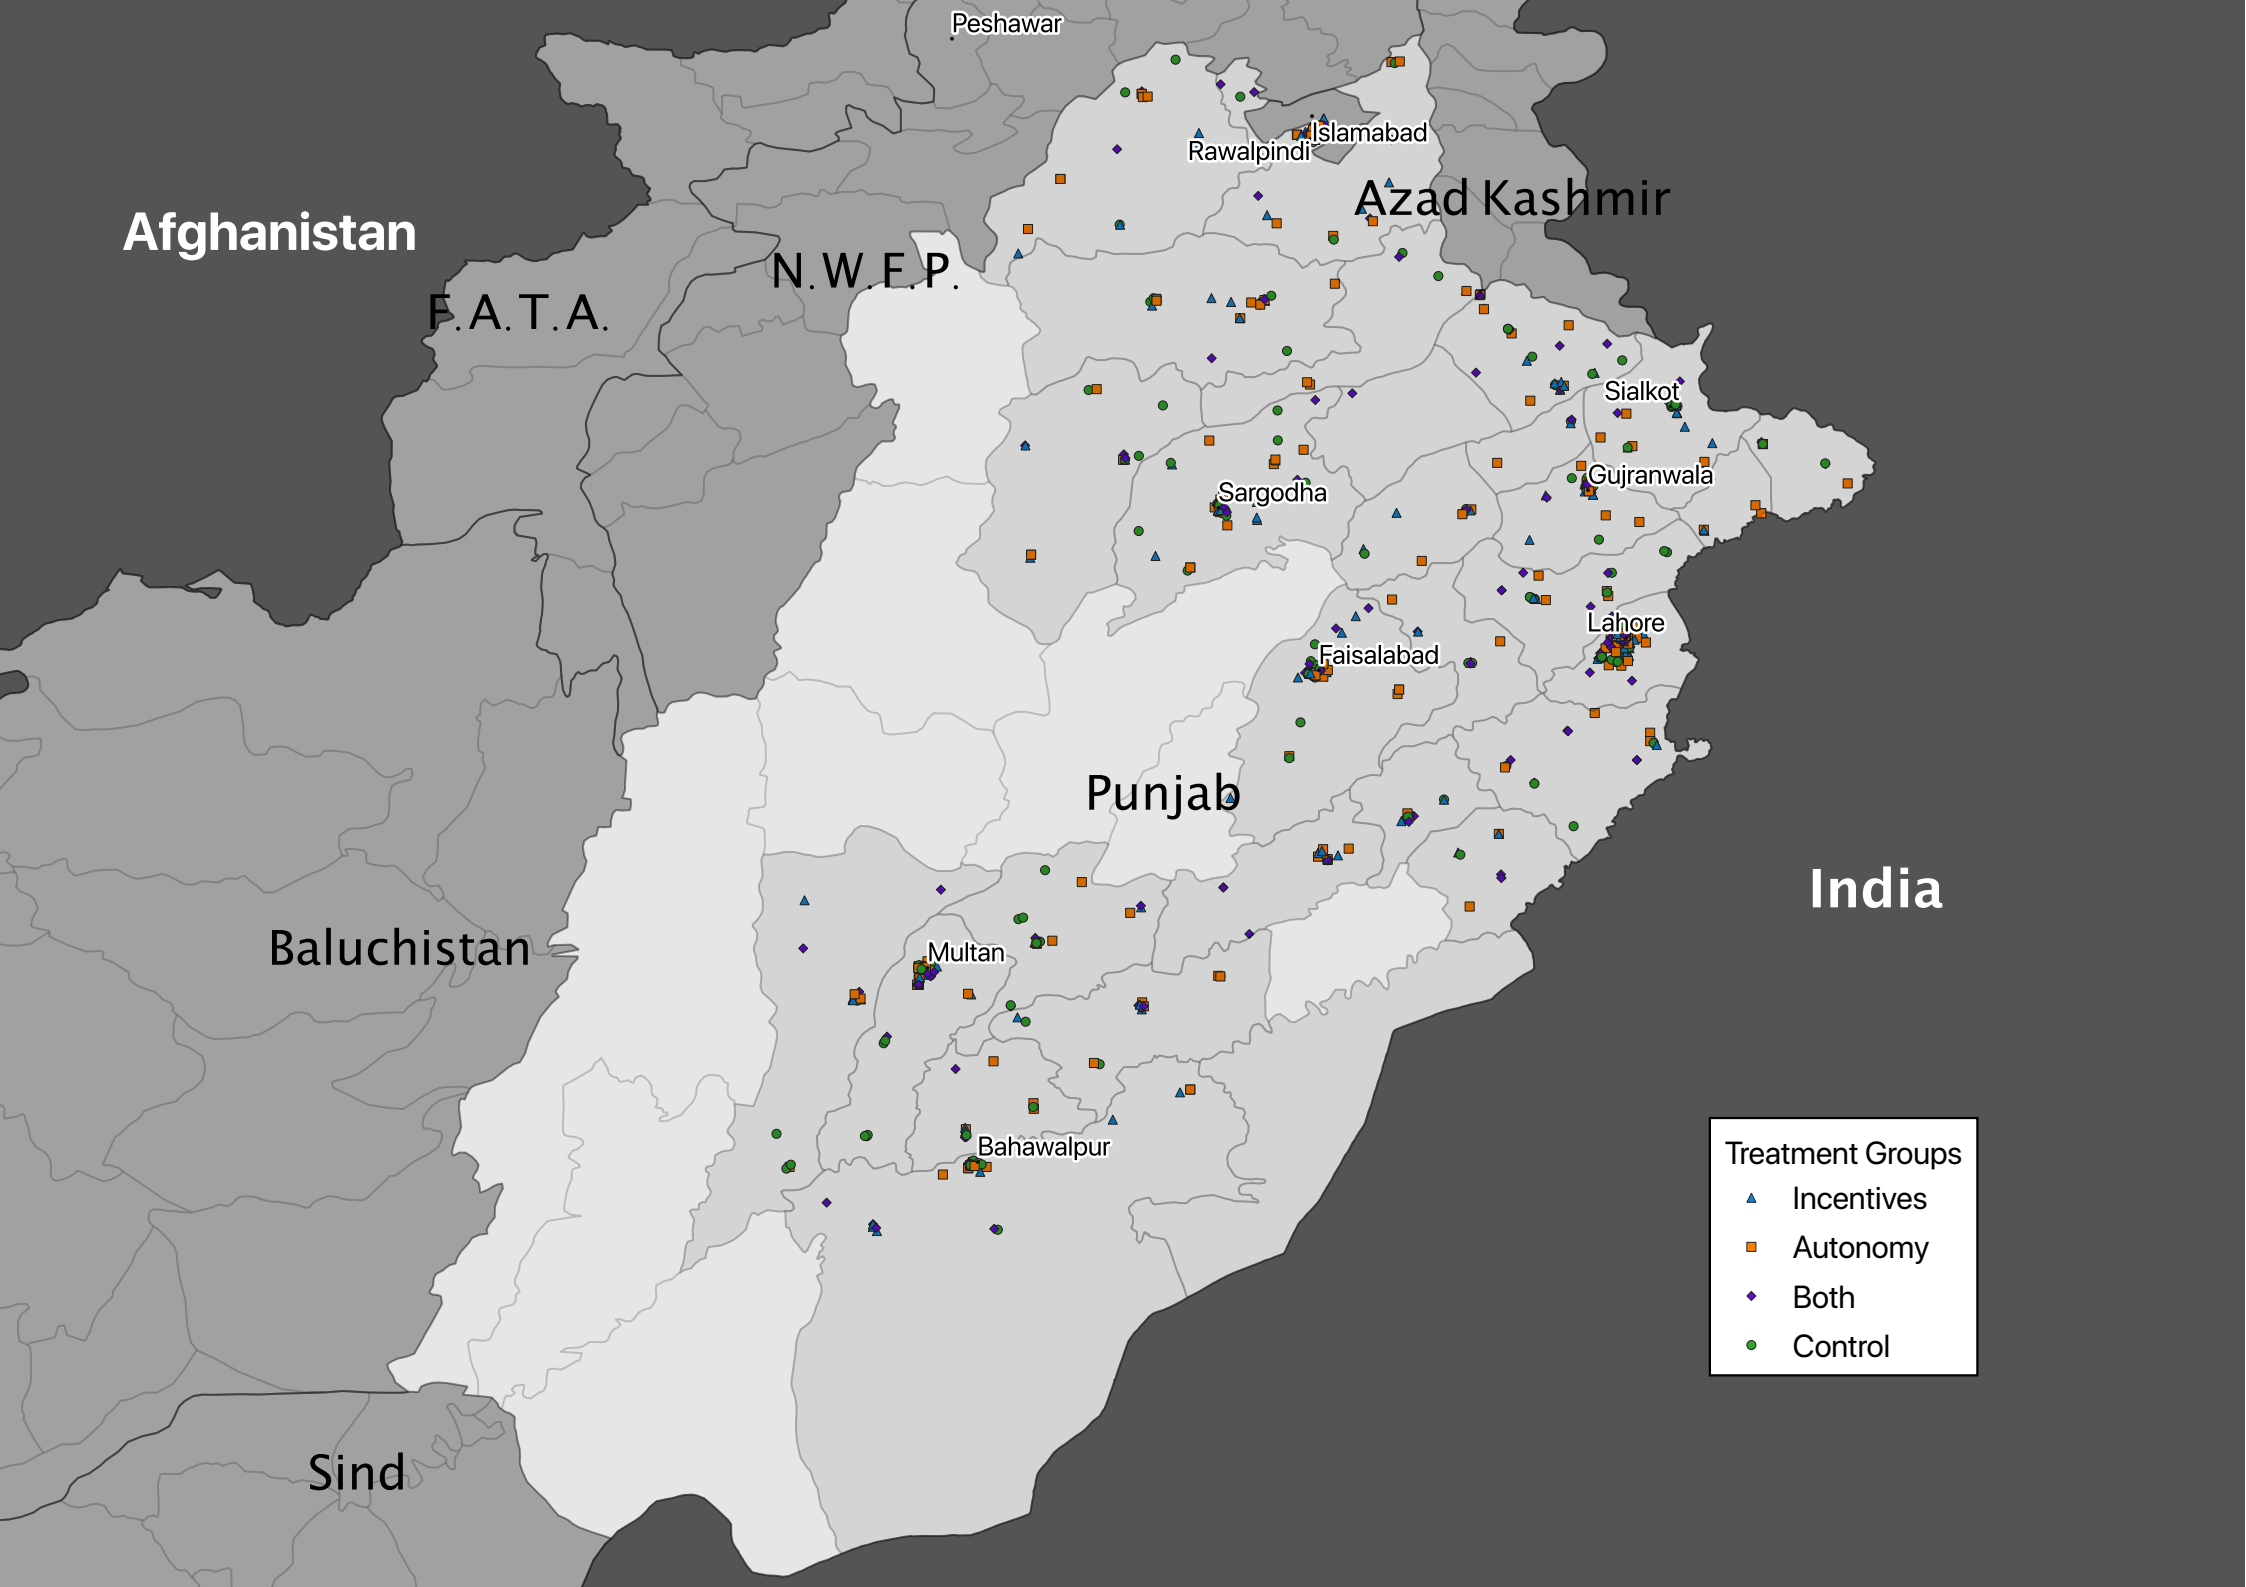 Peshawar
Islamabad
Rawalpindi
Azad Kashmir
Afghanistan
N.W.F.P.
F.A.T.A.
Sialkot
Gujranwala
Sargodha
Lahore
Faisalabad
Punjab
India
Baluchistan
Multan
Bahawalpur
Treatment Groups
Incentives
Autonomy
Both
Control
Sind